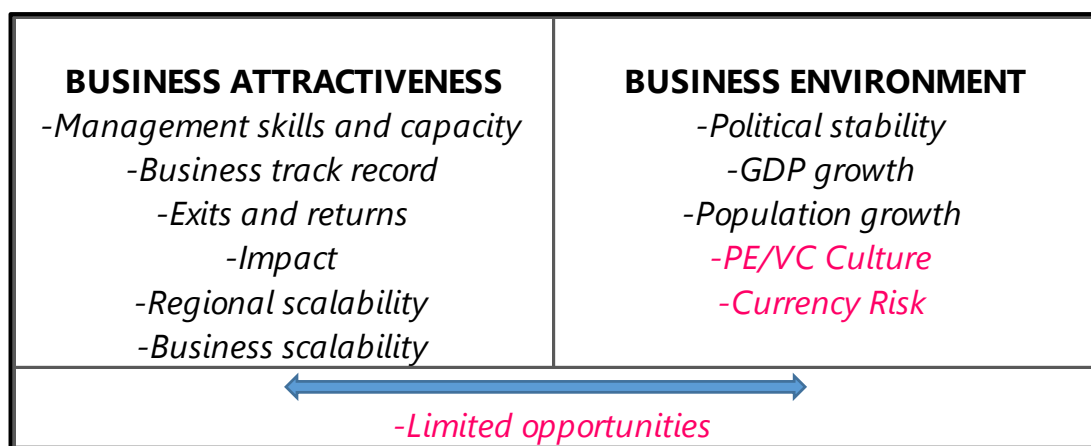 BUSINESS ATTRACTIVENESS
-Management skills and capacity
-Business track record
-Exits and returns
-Impact
-Regional scalability
-Business scalability
BUSINESS ENVIRONMENT
-Political stability
-GDP growth
-Population growth
-PE/VC Culture
-Currency Risk
-Limited opportunities